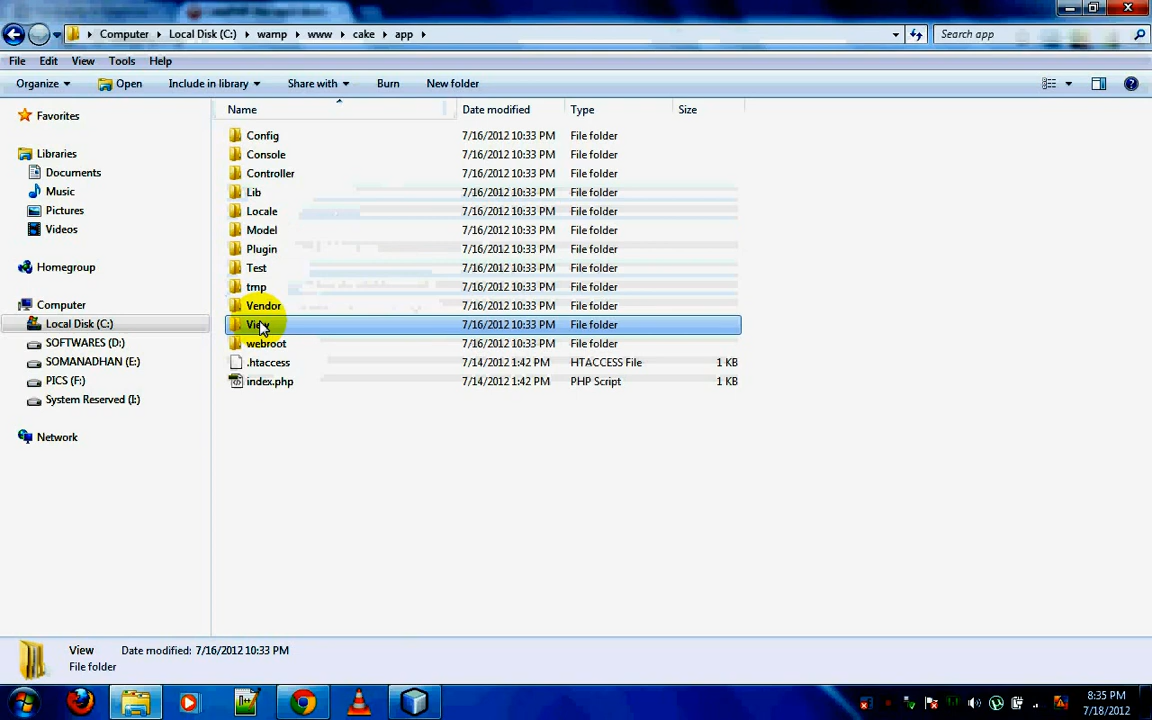 Computer Local Disk (C:) wamp www cake app
Search app
File Edit View Tools Help
Organize Open Include in library Share with Burn New folder
Name Date modified Type Size
Favorites
Libraries
Documents
Music
Pictures
Videos
Homegroup
Computer
Local Disk (C:)
SOFTWARES (D:)
SOMANADHAN (E:)
PICS (F:)
System Reserved (I:)
Network
Config 7/16/2012 10:33 PM File folder
Console 7/16/2012 10:33 PM File folder
Controller 7/16/2012 10:33 PM File folder
Lib 7/16/2012 10:33 PM File folder
Locale 7/16/2012 10:33 PM File folder
Model 7/16/2012 10:33 PM File folder
Plugin 7/16/2012 10:33 PM File folder
Test 7/16/2012 10:33 PM File folder
tmp 7/16/2012 10:33 PM File folder
Vendor 7/16/2012 10:33 PM File folder
View 7/16/2012 10:33 PM File folder
webroot 7/16/2012 10:33 PM File folder
.htaccess 7/14/2012 1:42 PM HTACCESS File 1 KB
index.php 7/14/2012 1:42 PM PHP Script 1 KB
View Date modified: 7/16/2012 10:33 PM
File folder
8:35 PM
7/18/2012